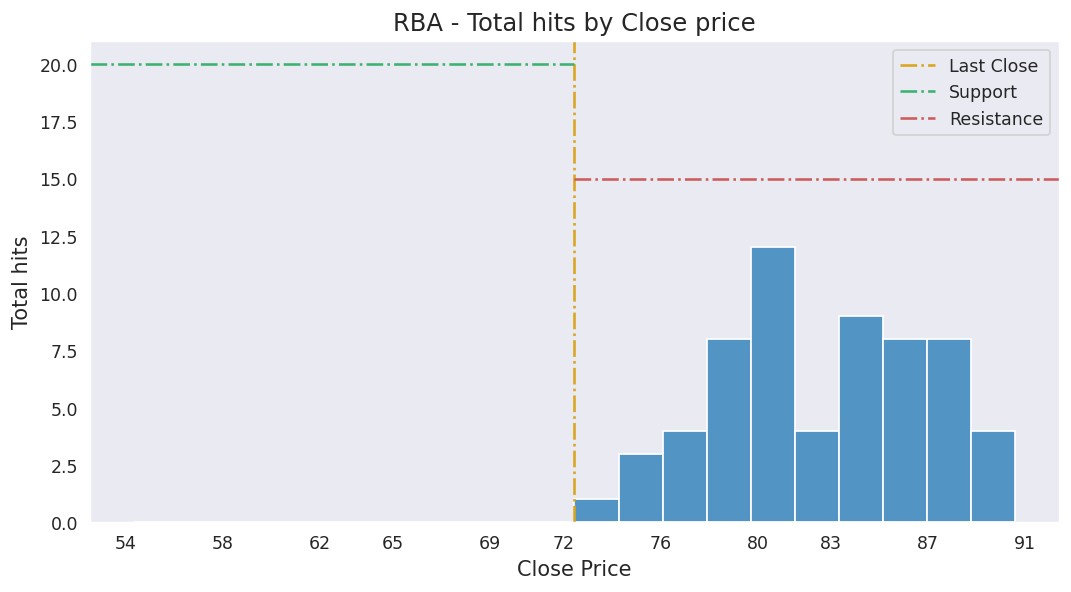 RBA - Total hits by Close price
Last Close
Support
Resistance
Total hits
20.0
17.5
15.0
12.5
10.0
7.5
5.0
2.5
0.0
54 58 62 65 69 72 76 80 83 87 91
Close Price